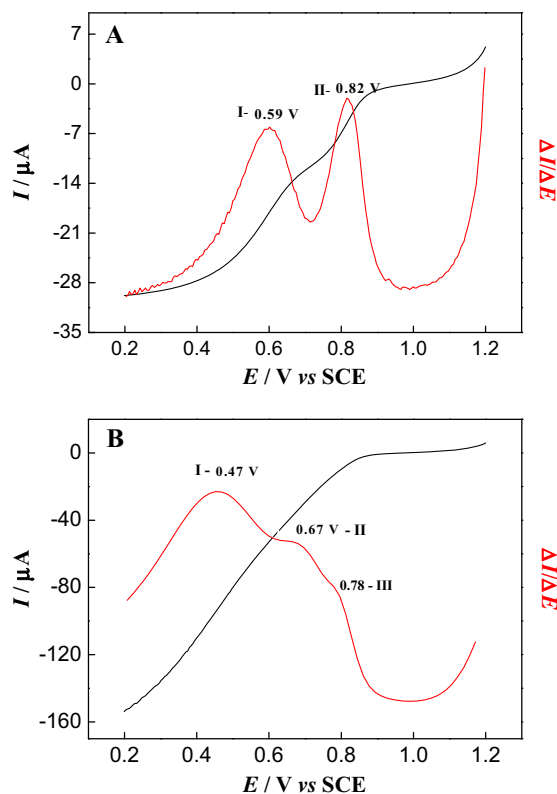 A
7
0
-7
-14
-21
-28
-35
I / µA
I- 0.59 V
II- 0.82 V
ΔI/ΔE
0.2 0.4 0.6 0.8 1.0 1.2
E / V vs SCE
B
0
-40
-80
-120
-160
I / µA
I - 0.47 V
0.67 V - II
0.78 - III
ΔI/ΔE
0.2 0.4 0.6 0.8 1.0 1.2
E / V vs SCE